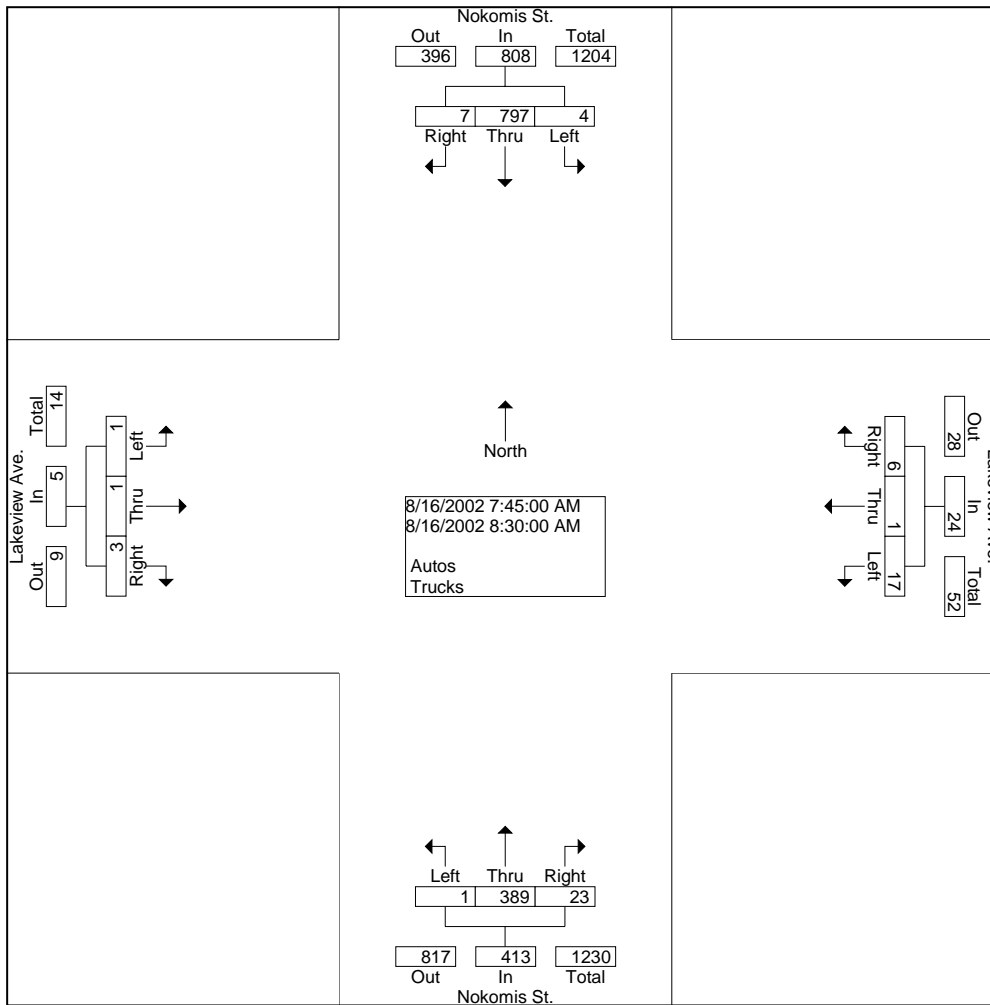 Nokomis St.
Out In Total
396 808 1204
7 797 4
Right Thru Left
Lakeview Ave.
Total In Out
14 5 9
1 1 3
Left Thru Right
North
8/16/2002 7:45:00 AM
8/16/2002 8:30:00 AM
Autos
Trucks
Right Thru Left
6 1 17
28 24 52
Out In Total
Left Thru Right
1 389 23
817 413 1230
Out In Total
Nokomis St.